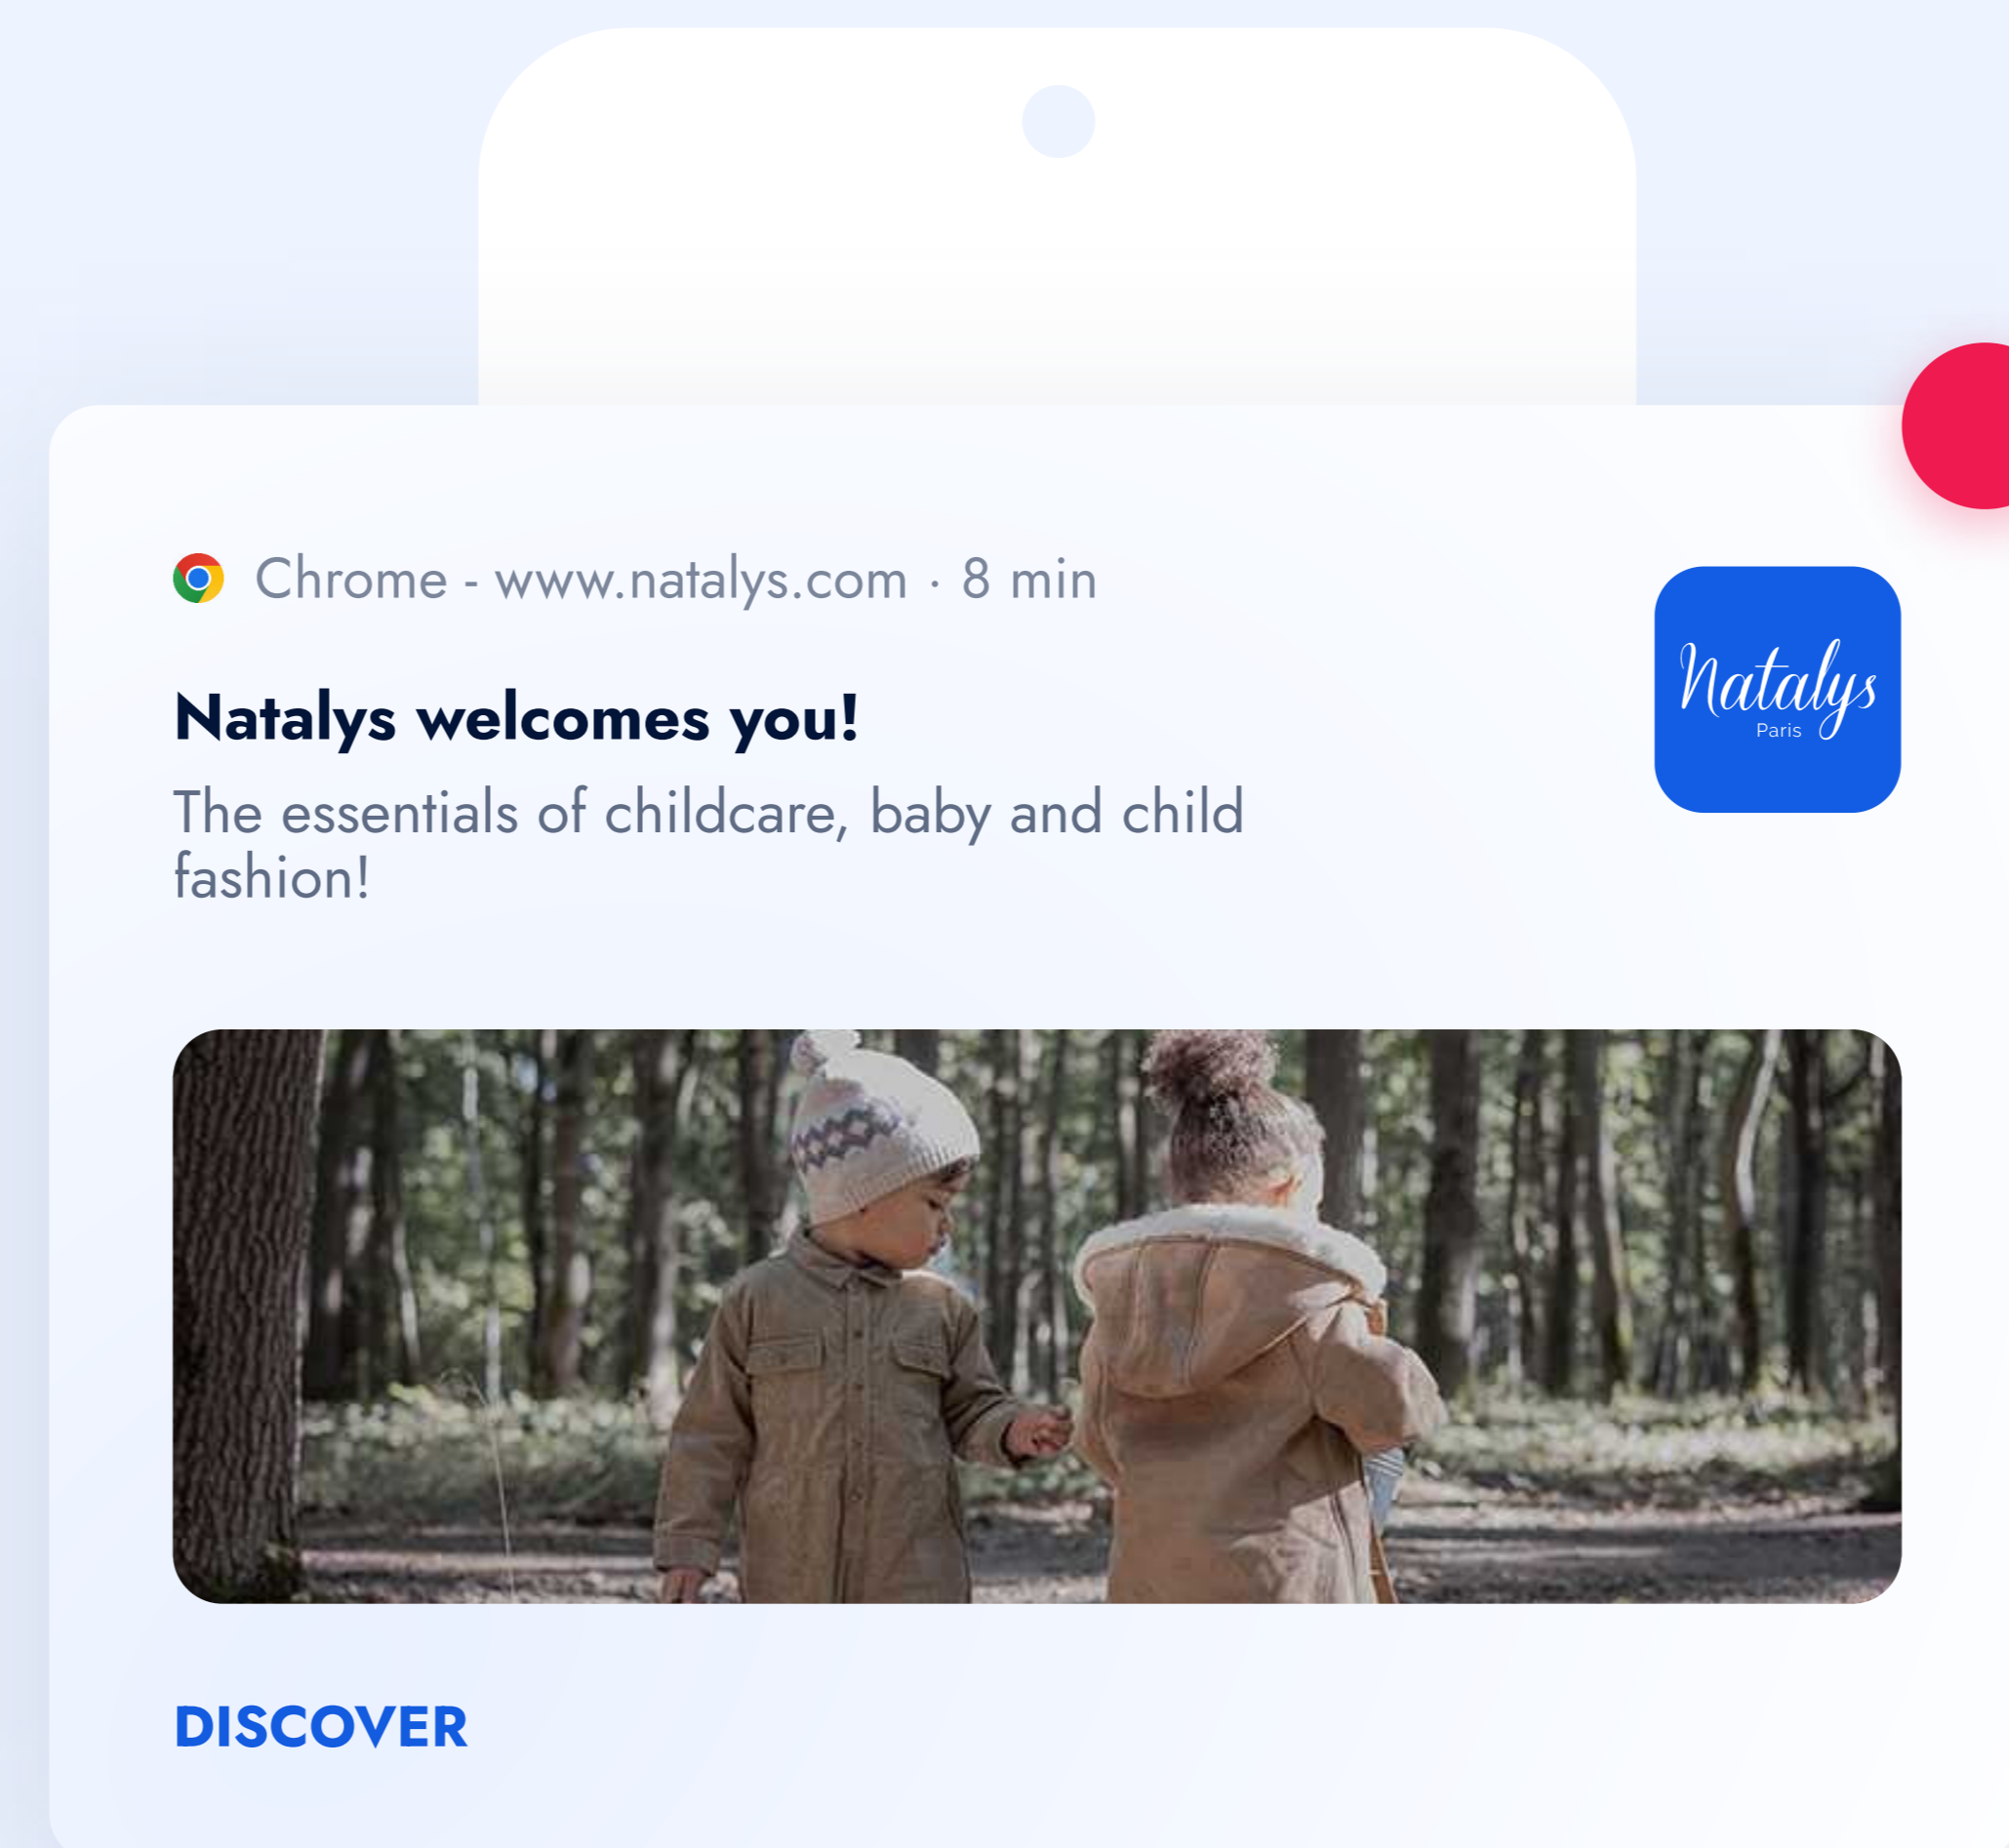 Chrome - www.natalys.com · 8 min
Natalys welcomes you!
The essentials of childcare, baby and child
fashion!
Natalys
Paris
DISCOVER